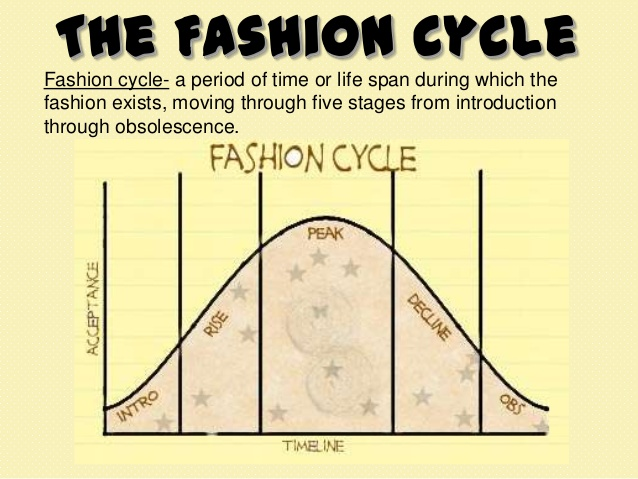 THE FASHION CYCLE
Fashion cycle- a period of time or life span during which the
fashion exists, moving through five stages from introduction
through obsolescence.
FASHION CYCLE
PEAK
ACCEPTANCE
RISE
DECLINE
INTRO
OBS
TIMELINE